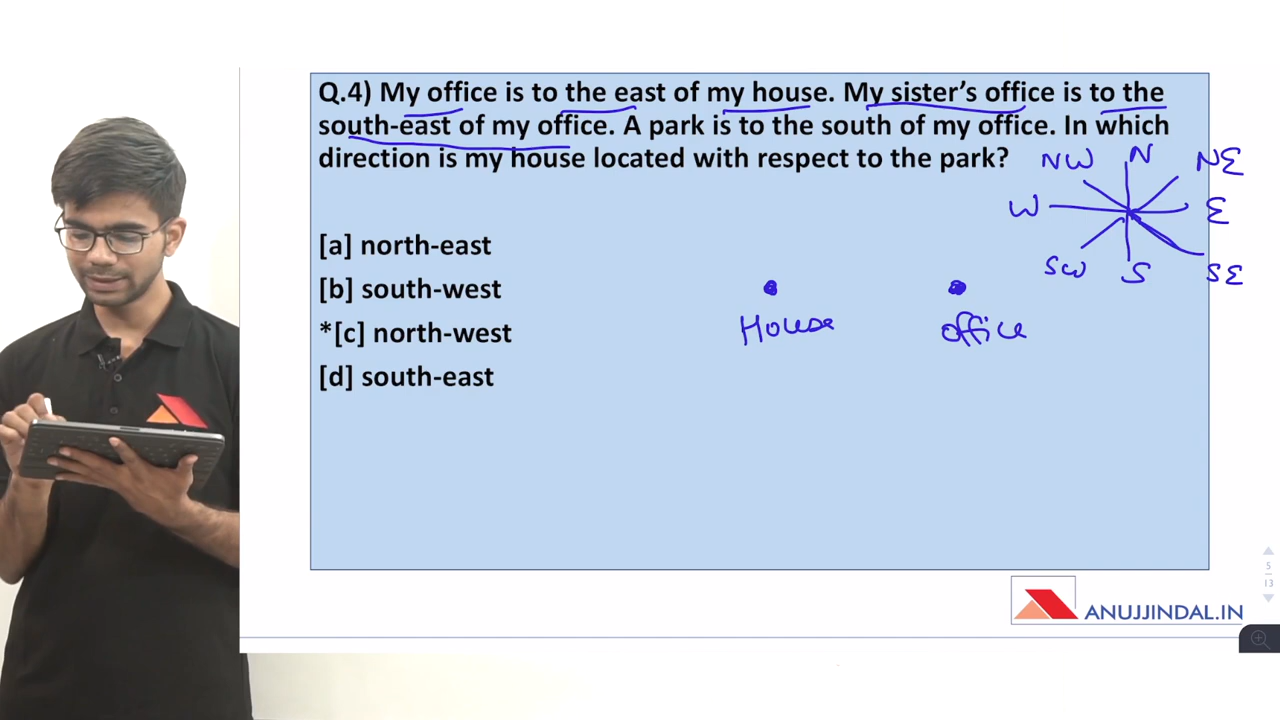 Q.4) My office is to the east of my house. My sister's office is to the
south-east of my office. A park is to the south of my office. In which
direction is my house located with respect to the park?
NW N NE
W E
SW S SE
[a] north-east
[b] south-west
*[c] north-west
[d] south-east
House office
5
13
ANUJJINDAL.IN